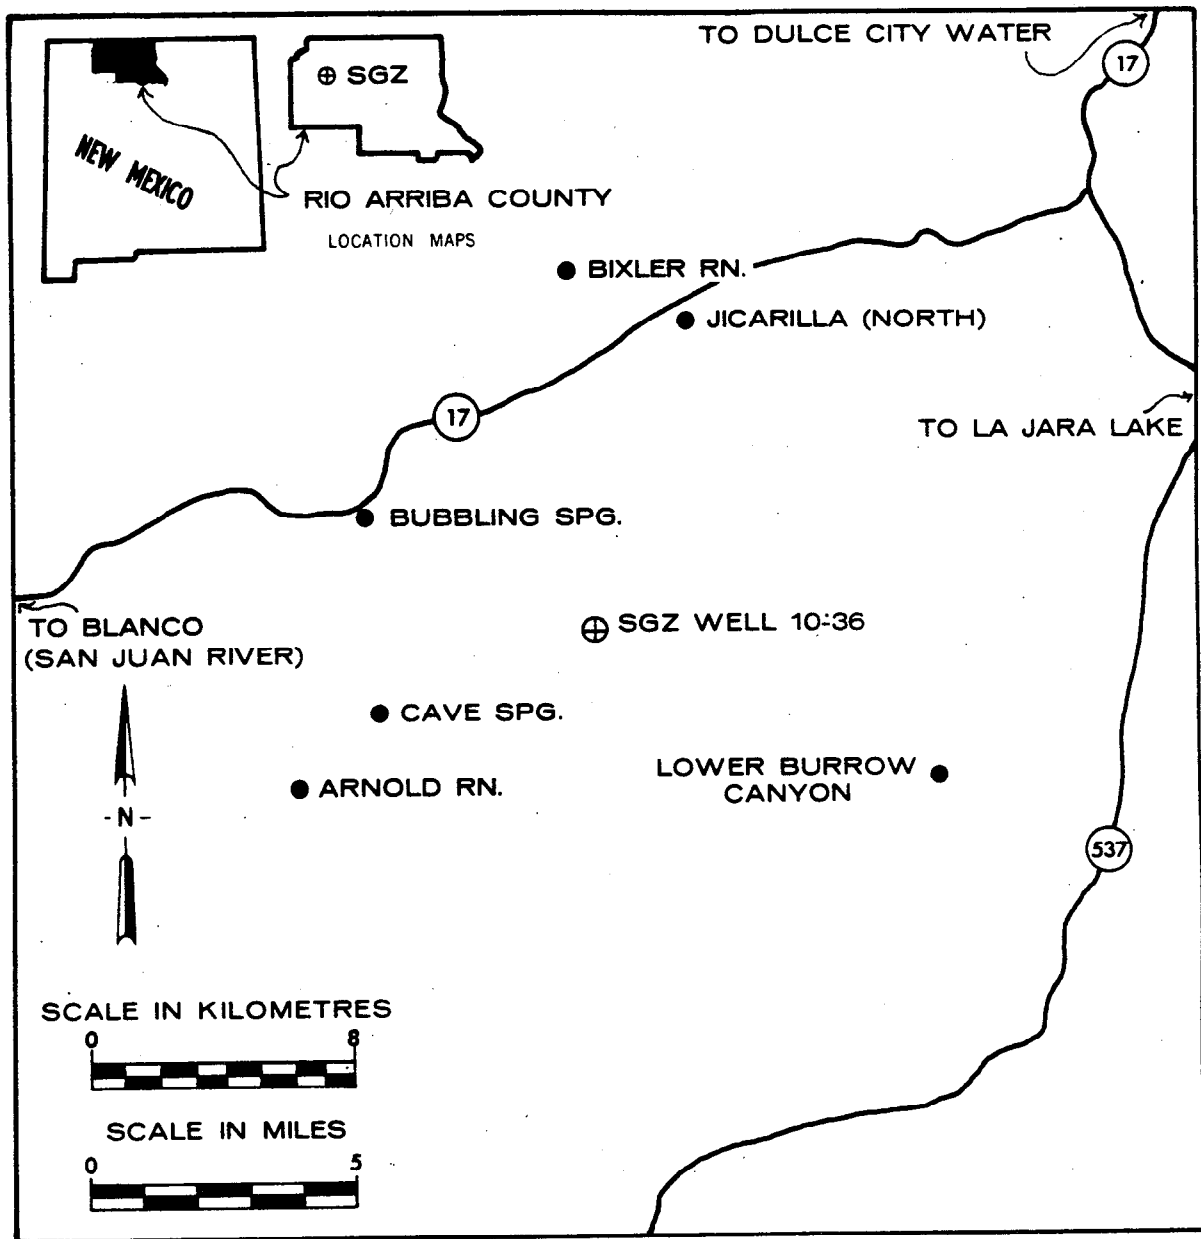 TO DULCE CITY WATER
17
⊕ SGZ
NEW MEXICO
RIO ARRIBA COUNTY
LOCATION MAPS
BIXLER RN.
JICARILLA (NORTH)
17
TO LA JARA LAKE
BUBBLING SPG.
TO BLANCO
(SAN JUAN RIVER)
SGZ WELL 10-36
CAVE SPG.
LOWER BURROW
CANYON
ARNOLD RN.
-N-
537
SCALE IN KILOMETRES
0 8
SCALE IN MILES
0 5